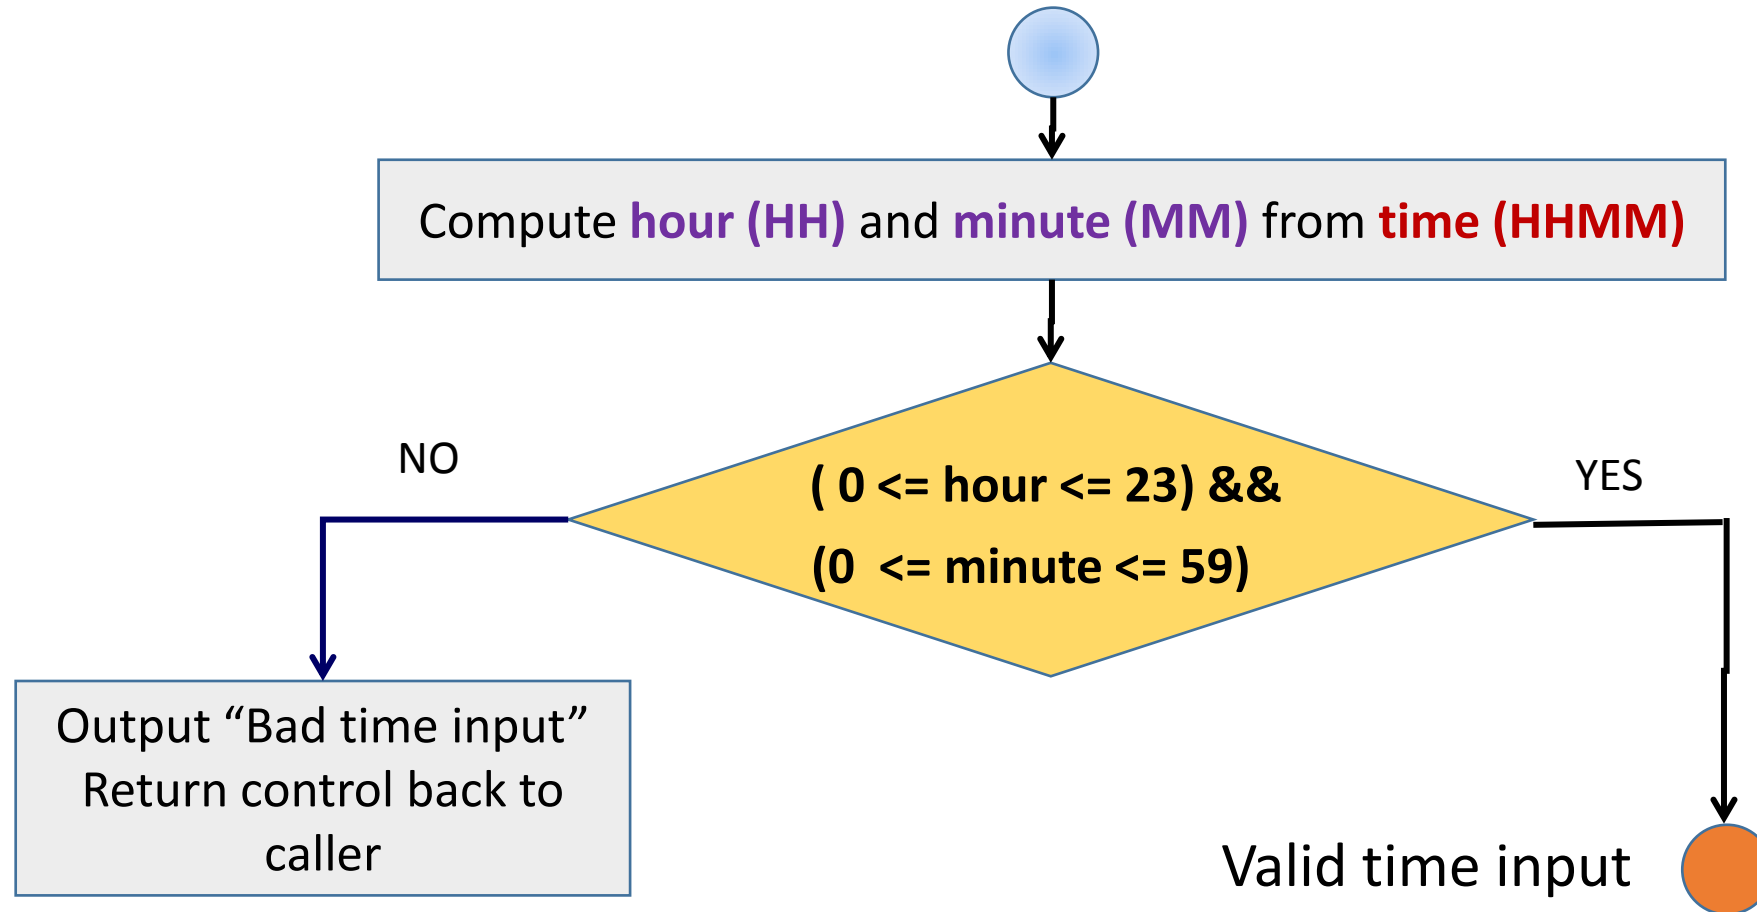 Compute hour (HH) and minute (MM) from time (HHMM)
NO
( 0 <= hour <= 23) &&
(0  <= minute <= 59)
YES
Output “Bad time input”
Return control back to
caller
Valid time input